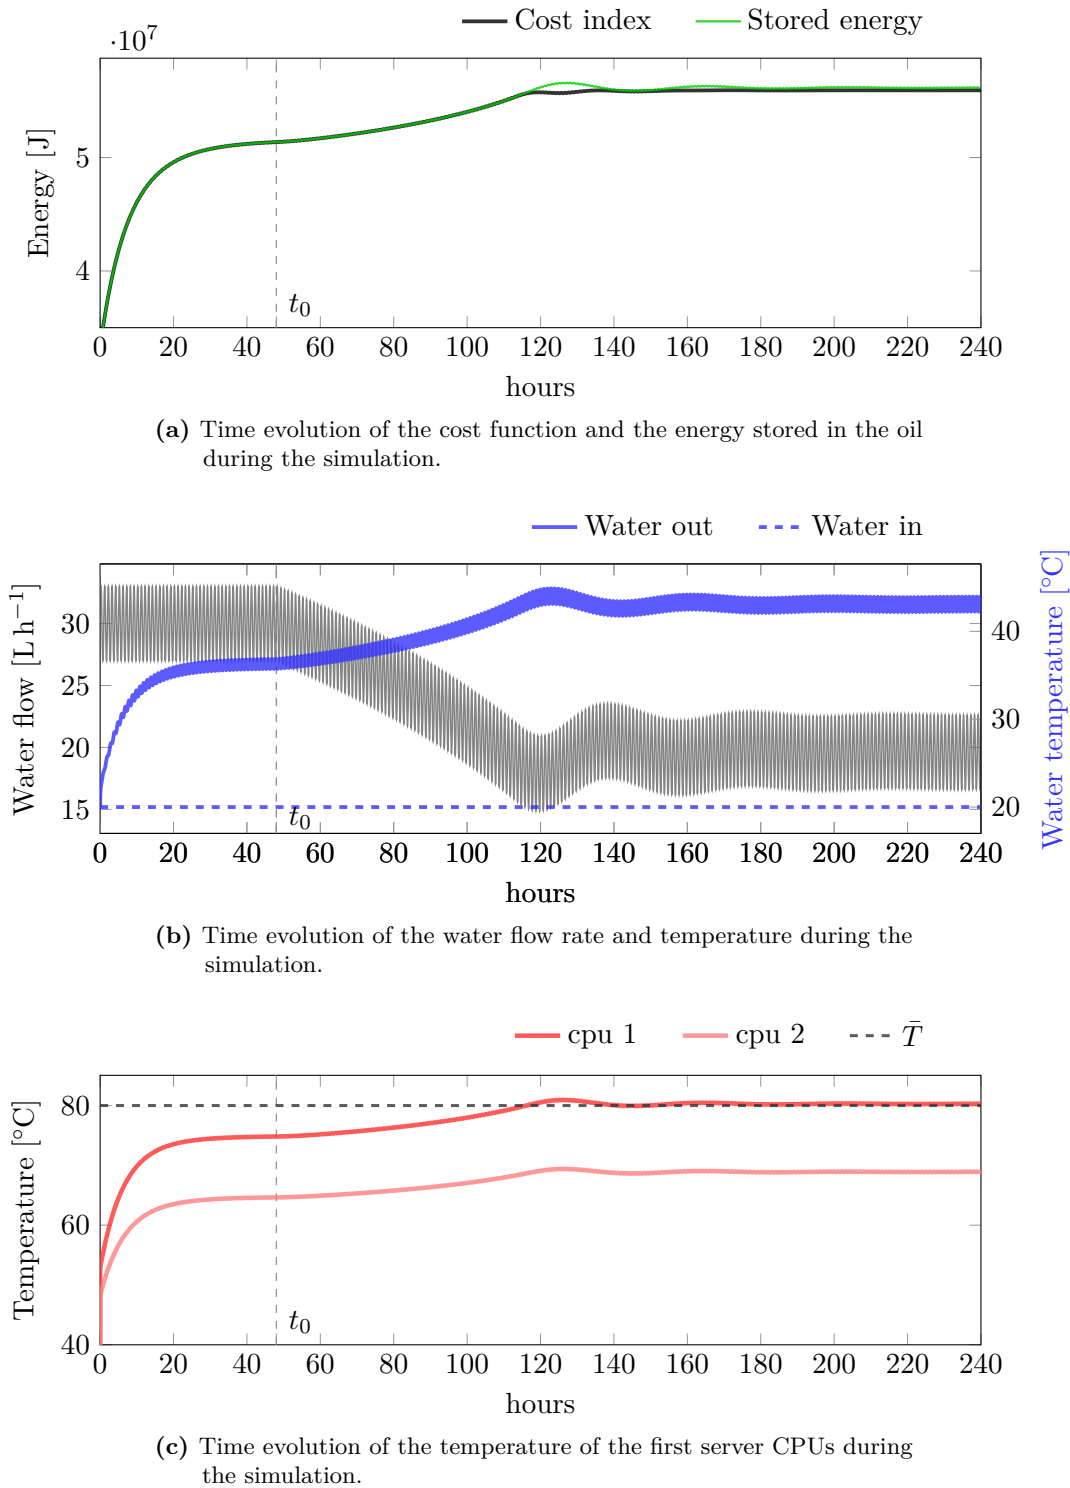 Cost index Stored energy
·10⁷
5
4
Energy [J]
t₀
0 20 40 60 80 100 120 140 160 180 200 220 240
hours
(a) Time evolution of the cost function and the energy stored in the oil
during the simulation.
Water out Water in
30
25
20
15
Water flow [L h⁻¹]
40
30
20
Water temperature [°C]
t₀
0 20 40 60 80 100 120 140 160 180 200 220 240
hours
(b) Time evolution of the water flow rate and temperature during the
simulation.
cpu 1 cpu 2 T̄
80
60
40
Temperature [°C]
t₀
0 20 40 60 80 100 120 140 160 180 200 220 240
hours
(c) Time evolution of the temperature of the first server CPUs during
the simulation.